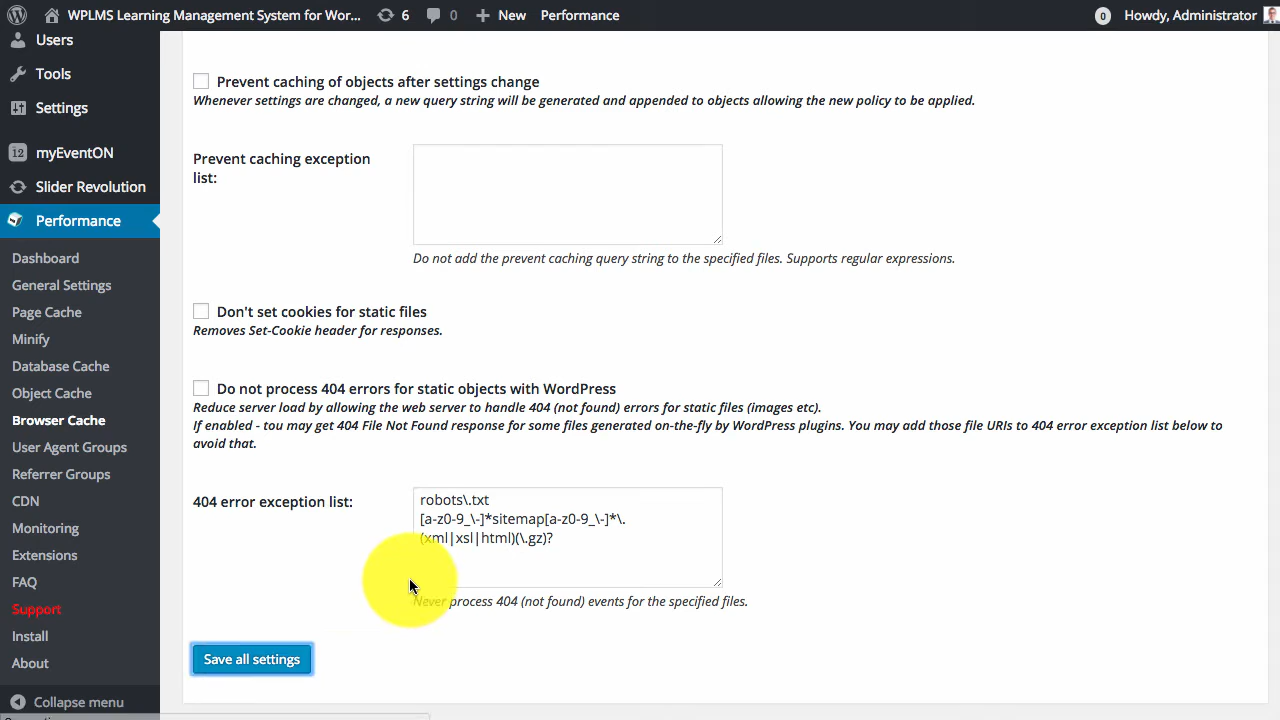 WPLMS Learning Management System for Wor... 6 0 New Performance 0 Howdy, Administrator
Users
Tools
Settings
12 myEventON
Slider Revolution
Performance
Dashboard
General Settings
Page Cache
Minify
Database Cache
Object Cache
Browser Cache
User Agent Groups
Referrer Groups
CDN
Monitoring
Extensions
FAQ
Support
Install
About
Collapse menu
Prevent caching of objects after settings change
Whenever settings are changed, a new query string will be generated and appended to objects allowing the new policy to be applied.
Prevent caching exception
list:
Do not add the prevent caching query string to the specified files. Supports regular expressions.
Don't set cookies for static files
Removes Set-Cookie header for responses.
Do not process 404 errors for static objects with WordPress
Reduce server load by allowing the web server to handle 404 (not found) errors for static files (images etc).
If enabled - tou may get 404 File Not Found response for some files generated on-the-fly by WordPress plugins. You may add those file URIs to 404 error exception list below to
avoid that.
404 error exception list:
robots\.txt
[a-z0-9_\-]*sitemap[a-z0-9_\-]*\.
(xml|xsl|html)(\.gz)?
Never process 404 (not found) events for the specified files.
Save all settings